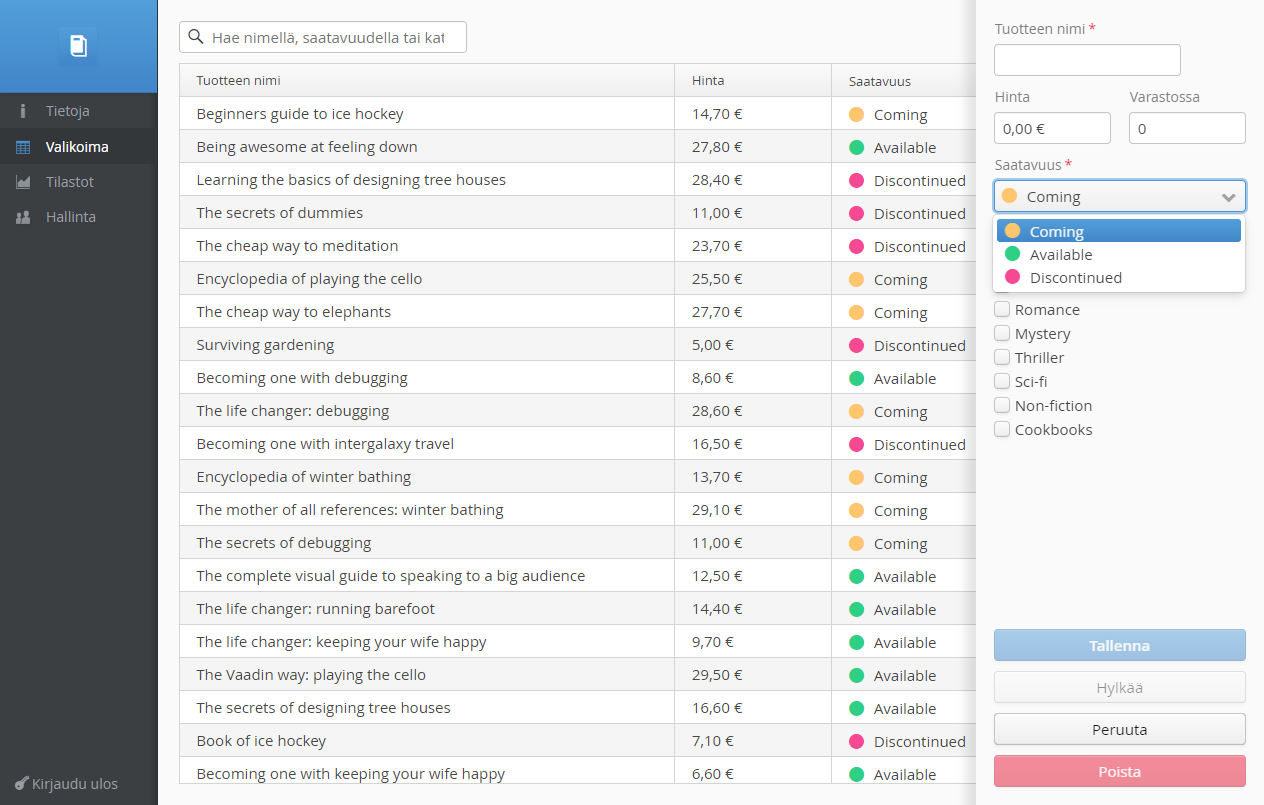 Tietoja
Valikoima
Tilastot
Hallinta
Kirjaudu ulos
Hae nimellä, saatavuudella tai kat
Tuotteen nimi Hinta Saatavuus
Beginners guide to ice hockey 14,70 € Coming
Being awesome at feeling down 27,80 € Available
Learning the basics of designing tree houses 28,40 € Discontinued
The secrets of dummies 11,00 € Discontinued
The cheap way to meditation 23,70 € Discontinued
Encyclopedia of playing the cello 25,50 € Coming
The cheap way to elephants 27,70 € Coming
Surviving gardening 5,00 € Discontinued
Becoming one with debugging 8,60 € Available
The life changer: debugging 28,60 € Coming
Becoming one with intergalaxy travel 16,50 € Discontinued
Encyclopedia of winter bathing 13,70 € Coming
The mother of all references: winter bathing 29,10 € Coming
The secrets of debugging 11,00 € Coming
The complete visual guide to speaking to a big audience 12,50 € Available
The life changer: running barefoot 14,40 € Available
The life changer: keeping your wife happy 9,70 € Available
The Vaadin way: playing the cello 29,50 € Available
The secrets of designing tree houses 16,60 € Available
Book of ice hockey 7,10 € Discontinued
Becoming one with keeping your wife happy 6,60 € Available
Tuotteen nimi *
Hinta Varastossa
0,00 € 0
Saatavuus *
Coming
Coming
Available
Discontinued
Romance
Mystery
Thriller
Sci-fi
Non-fiction
Cookbooks
Tallenna
Hylkää
Peruuta
Poista